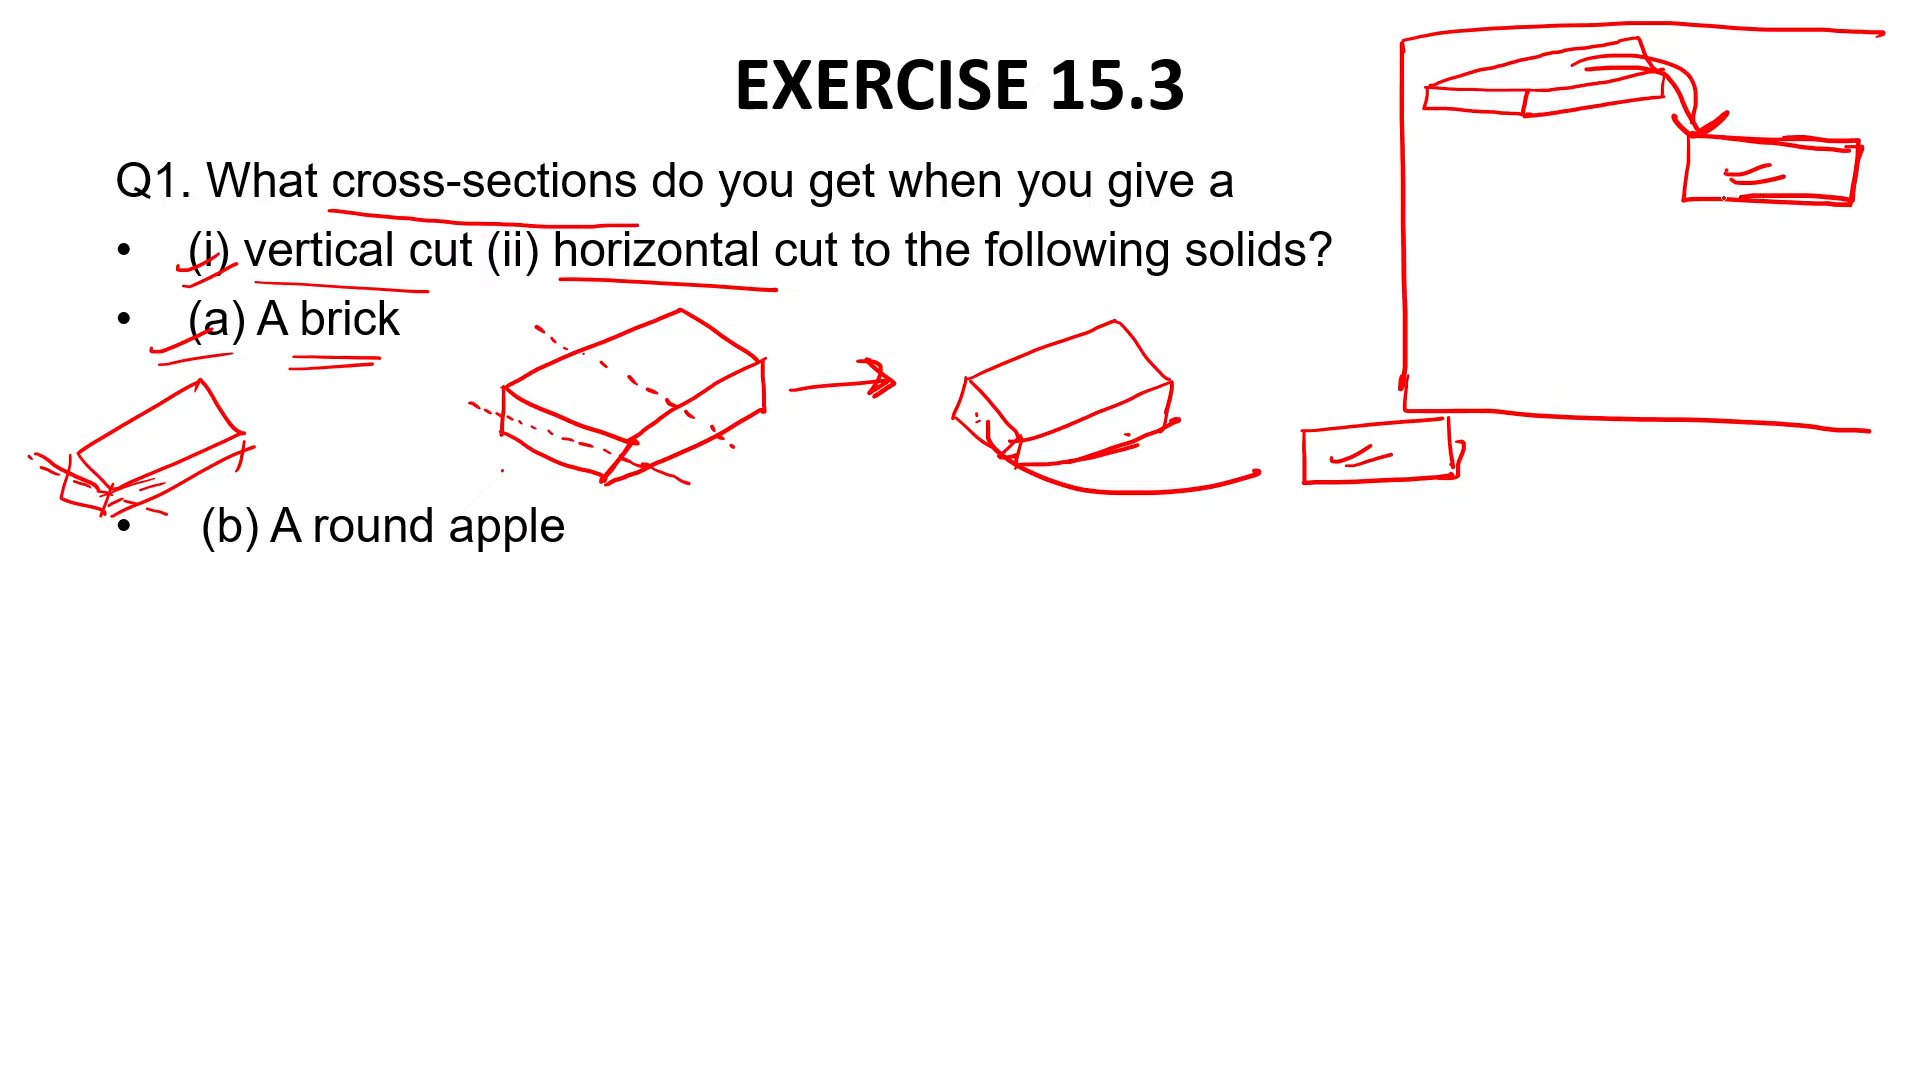 EXERCISE 15.3
Q1. What cross-sections do you get when you give a
• (i) vertical cut (ii) horizontal cut to the following solids?
• (a) A brick
• (b) A round apple